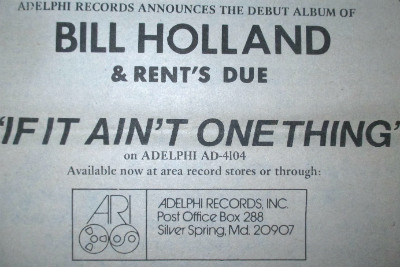 ADELPHI RECORDS ANNOUNCES THE DEBUT ALBUM OF
BILL HOLLAND
& RENT'S DUE
"IF IT AIN'T ONE THING"
on ADELPHI AD-4104
Available now at area record stores or through:
ARI
ADELPHI RECORDS, INC.
Post Office Box 288
Silver Spring, Md. 20907